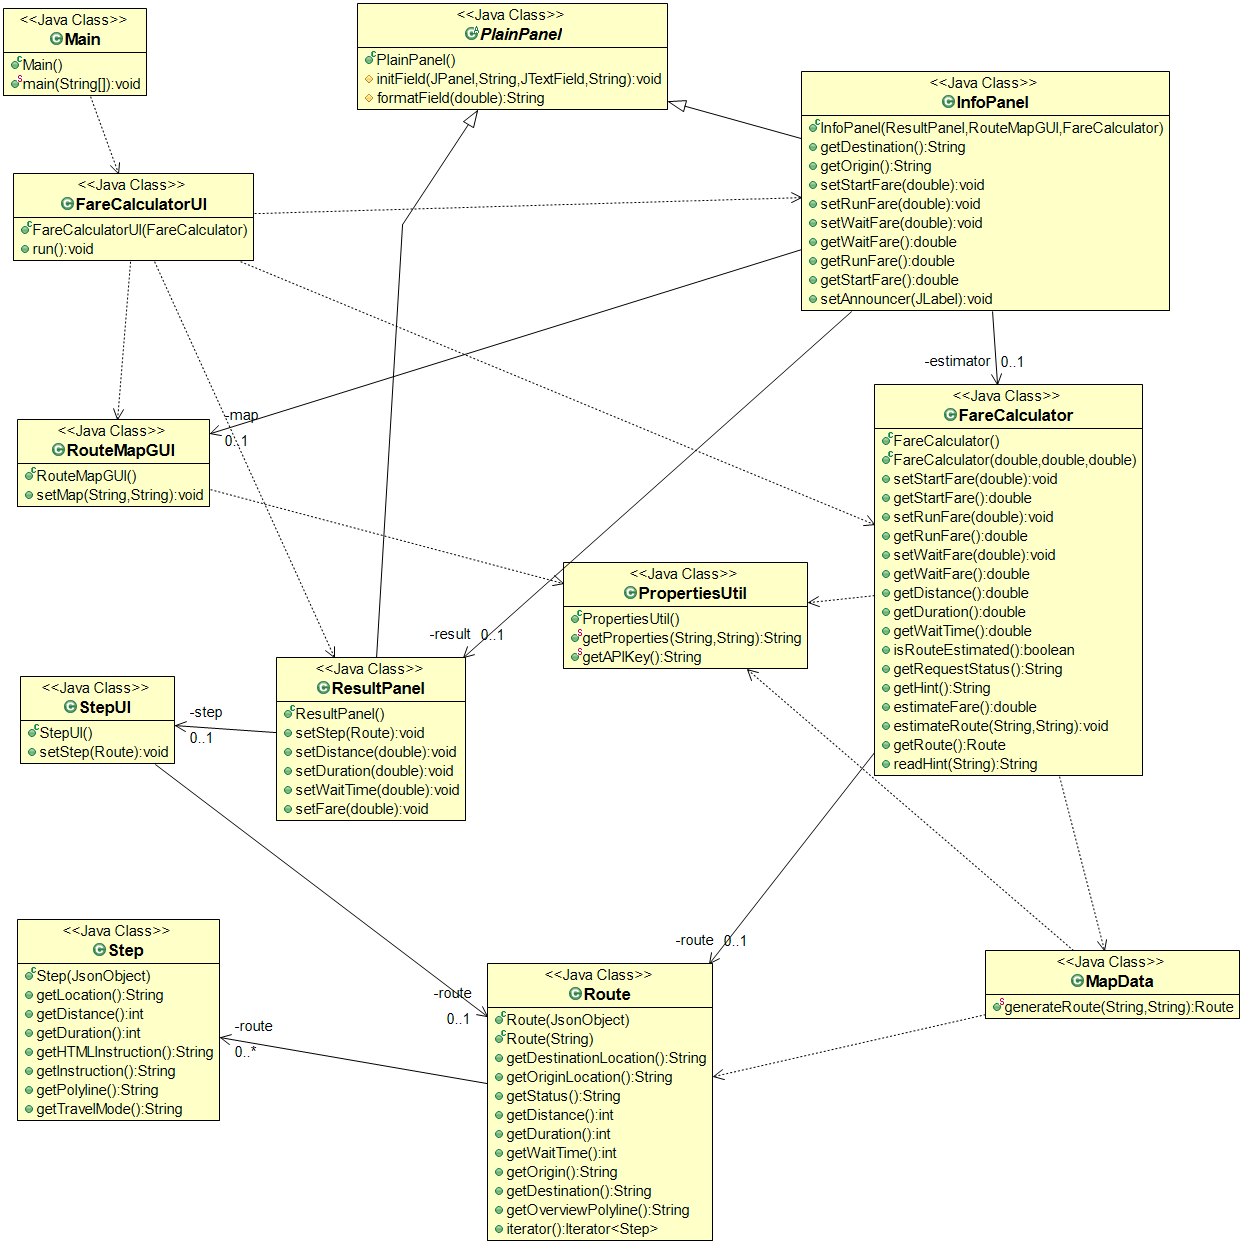 <<Java Class>>
Main
Main()
main(String[]):void
<<Java Class>>
PlainPanel
PlainPanel()
initField(JPanel,String,JTextField,String):void
formatField(double):String
<<Java Class>>
InfoPanel
InfoPanel(ResultPanel,RouteMapGUI,FareCalculator)
getDestination():String
getOrigin():String
setStartFare(double):void
setRunFare(double):void
setWaitFare(double):void
getWaitFare():double
getRunFare():double
getStartFare():double
setAnnouncer(JLabel):void
<<Java Class>>
FareCalculatorUI
FareCalculatorUI(FareCalculator)
run():void
-estimator 0..1
-map
0..1
<<Java Class>>
RouteMapGUI
RouteMapGUI()
setMap(String,String):void
<<Java Class>>
FareCalculator
FareCalculator()
FareCalculator(double,double,double)
setStartFare(double):void
getStartFare():double
setRunFare(double):void
getRunFare():double
setWaitFare(double):void
getWaitFare():double
getDistance():double
getDuration():double
getWaitTime():double
isRouteEstimated():boolean
getRequestStatus():String
getHint():String
estimateFare():double
estimateRoute(String,String):void
getRoute():Route
readHint(String):String
<<Java Class>>
PropertiesUtil
PropertiesUtil()
getProperties(String,String):String
getAPIKey():String
-result 0..1
<<Java Class>>
ResultPanel
ResultPanel()
setStep(Route):void
setDistance(double):void
setDuration(double):void
setWaitTime(double):void
setFare(double):void
-step
0..1
<<Java Class>>
StepUI
StepUI()
setStep(Route):void
-route 0..1
-route
0..1
<<Java Class>>
Step
Step(JsonObject)
getLocation():String
getDistance():int
getDuration():int
getHTMLInstruction():String
getInstruction():String
getPolyline():String
getTravelMode():String
-route
0..*
<<Java Class>>
Route
Route(JsonObject)
Route(String)
getDestinationLocation():String
getOriginLocation():String
getStatus():String
getDistance():int
getDuration():int
getWaitTime():int
getOrigin():String
getDestination():String
getOverviewPolyline():String
iterator():Iterator<Step>
<<Java Class>>
MapData
generateRoute(String,String):Route